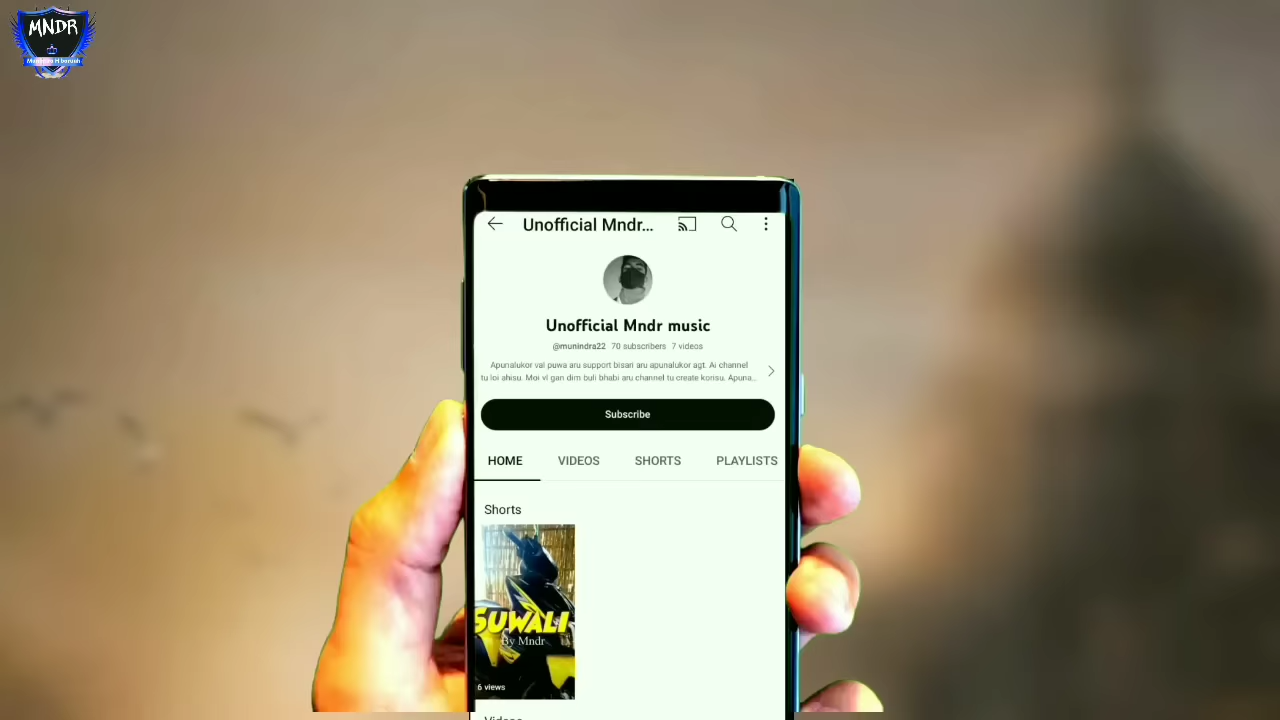 MNDR
Unofficial Mndr...
Unofficial Mndr music
@munindra22 70 subscribers 7 videos
Apunalukor val puwa aru support bisari aru apunalukor agt. Ai channel
tu loi ahisu. Moi vl gan dim buli bhabi aru channel tu create korisu. Apuna...
Subscribe
HOME VIDEOS SHORTS PLAYLISTS
Shorts
SUWALI
By Mndr
6 views
Videos